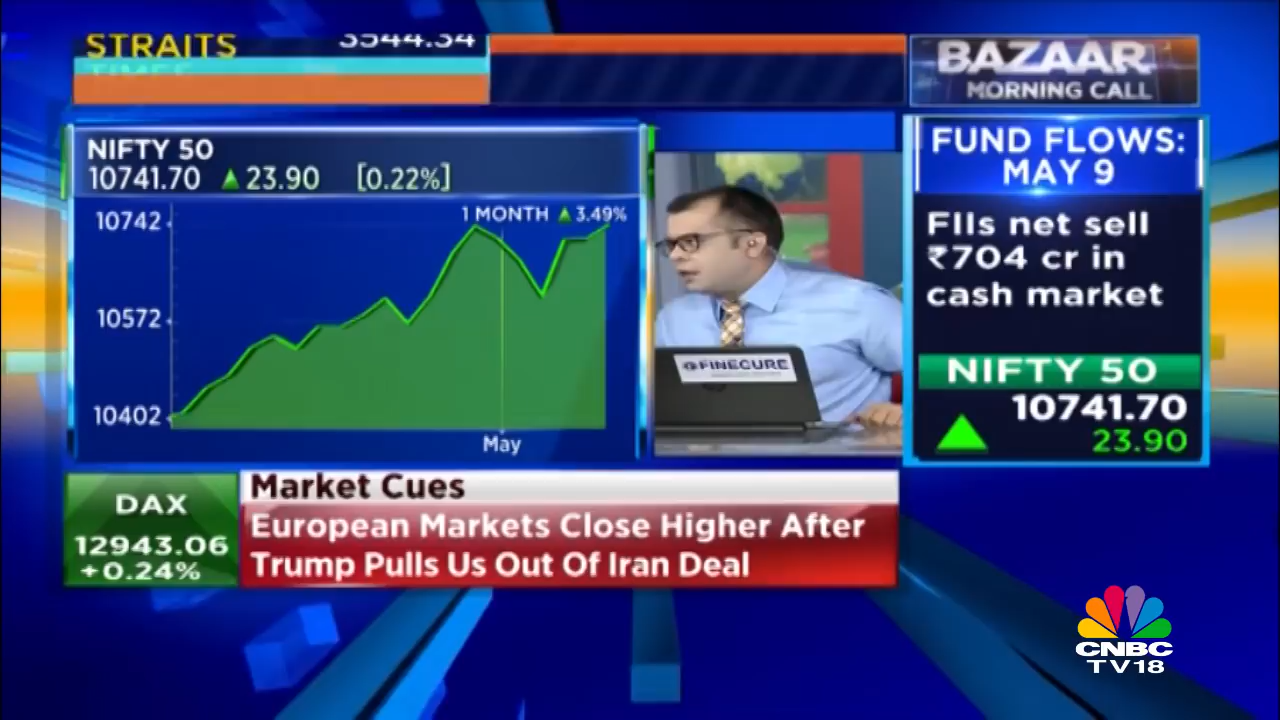 STRAITS 3544.34
TIMES
BAZAAR
MORNING CALL
NIFTY 50
10741.70 ▲ 23.90 [0.22%]
1 MONTH ▲ 3.49%
10742
10572
10402
May
FINECURE
FUND FLOWS:
MAY 9
FIIs net sell
₹704 cr in
cash market
NIFTY 50
10741.70
23.90
DAX
12943.06
+0.24%
Market Cues
European Markets Close Higher After
Trump Pulls Us Out Of Iran Deal
CNBC
TV18